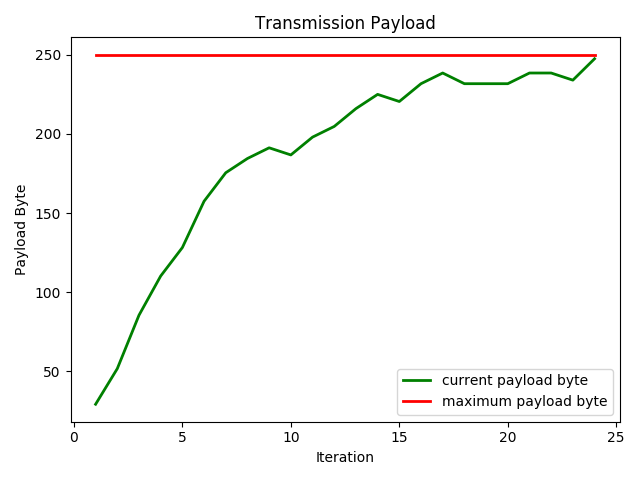 Transmission Payload
Payload Byte
250
200
150
100
50
0
5
10
15
20
25
Iteration
current payload byte
maximum payload byte